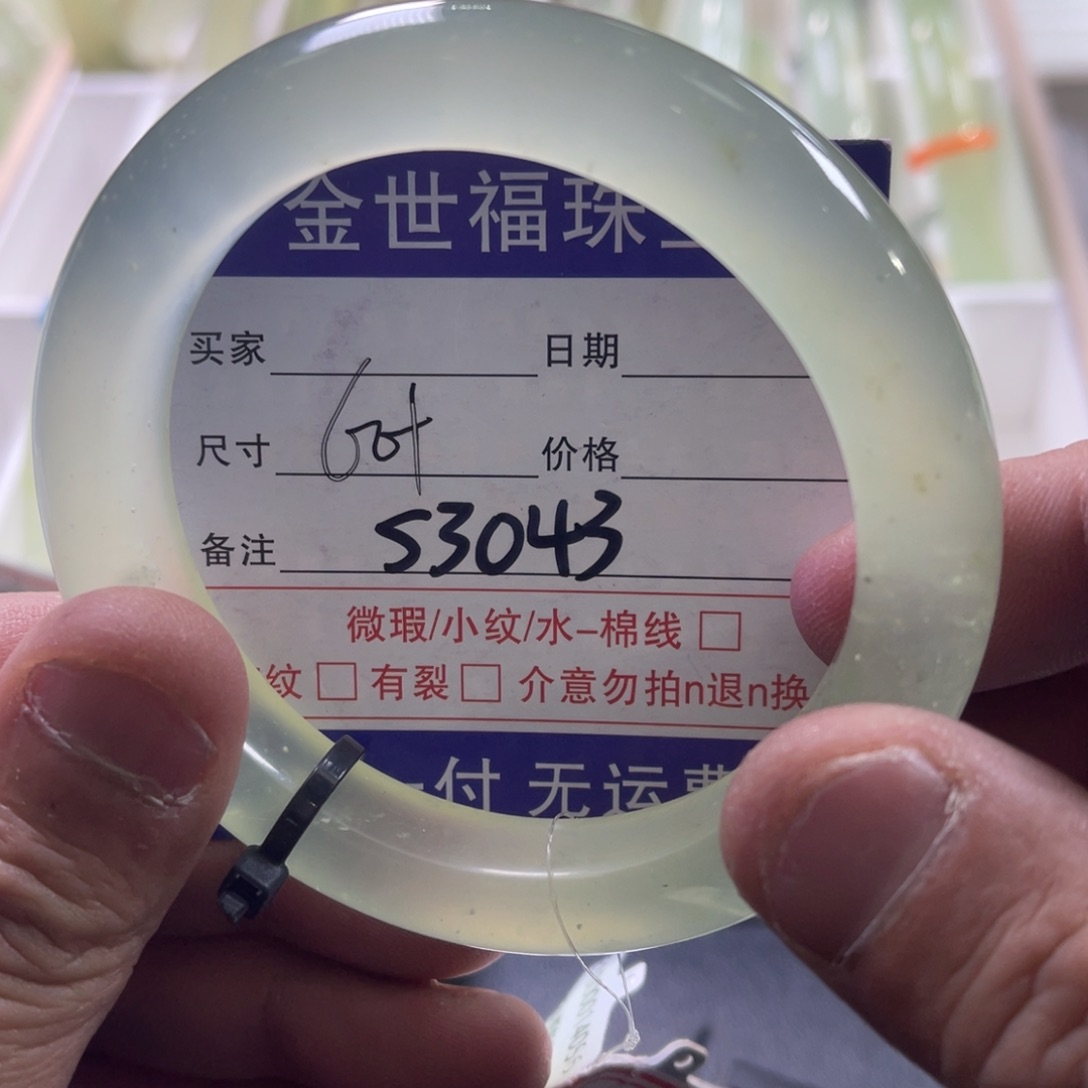 金世福珠
买家 日期
尺寸 价格
备注 S3043
微瑕/小纹/水-棉线 □
纹 □ 有裂 □ 介意勿拍n退n换
付 无运费